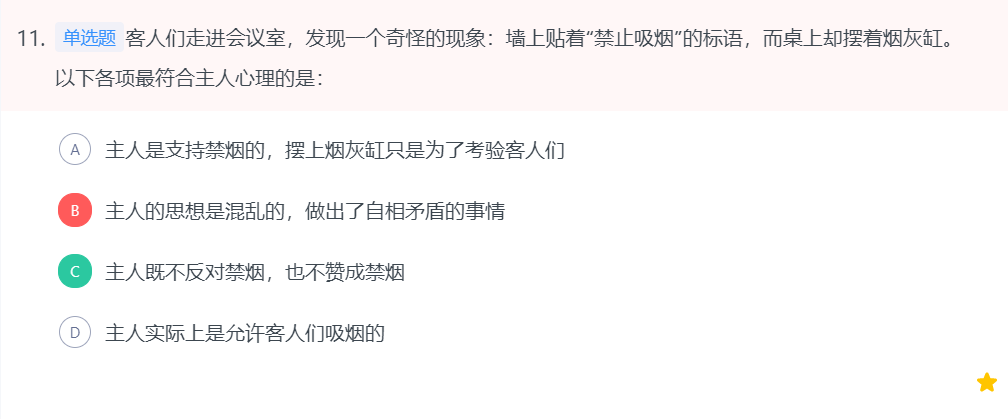 11. 单选题 客人们走进会议室，发现一个奇怪的现象：墙上贴着“禁止吸烟”的标语，而桌上却摆着烟灰缸。
以下各项最符合主人心理的是：
A 主人是支持禁烟的，摆上烟灰缸只是为了考验客人们
B 主人的思想是混乱的，做出了自相矛盾的事情
C 主人既不反对禁烟，也不赞成禁烟
D 主人实际上是允许客人们吸烟的